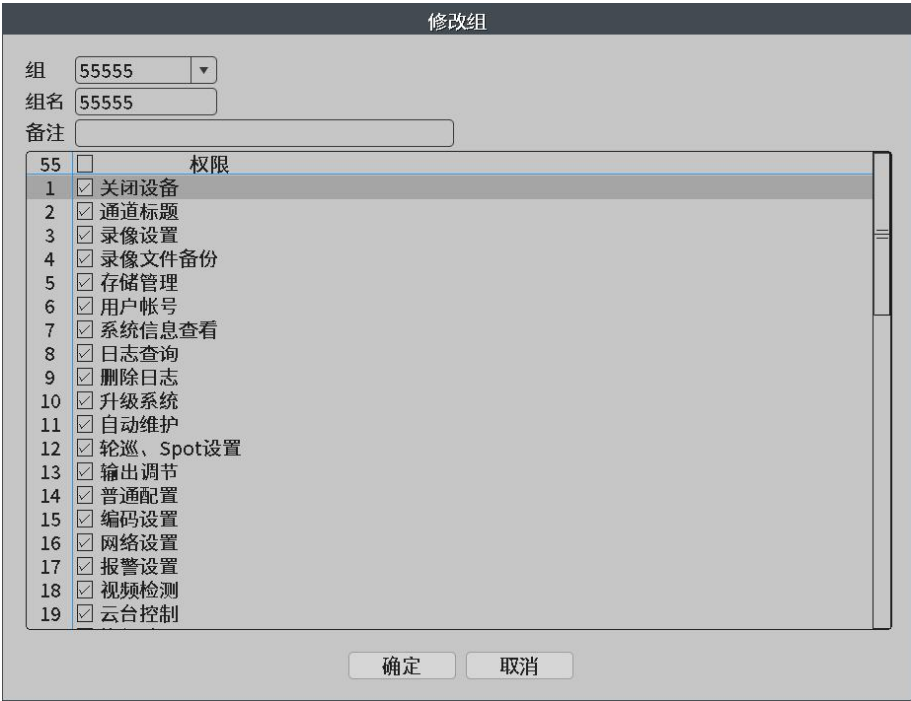 修改组
组 55555
组名 55555
备注
55 权限
1 关闭设备
2 通道标题
3 录像设置
4 录像文件备份
5 存储管理
6 用户帐号
7 系统信息查看
8 日志查询
9 删除日志
10 升级系统
11 自动维护
12 轮巡、Spot设置
13 输出调节
14 普通配置
15 编码设置
16 网络设置
17 报警设置
18 视频检测
19 云台控制
确定 取消